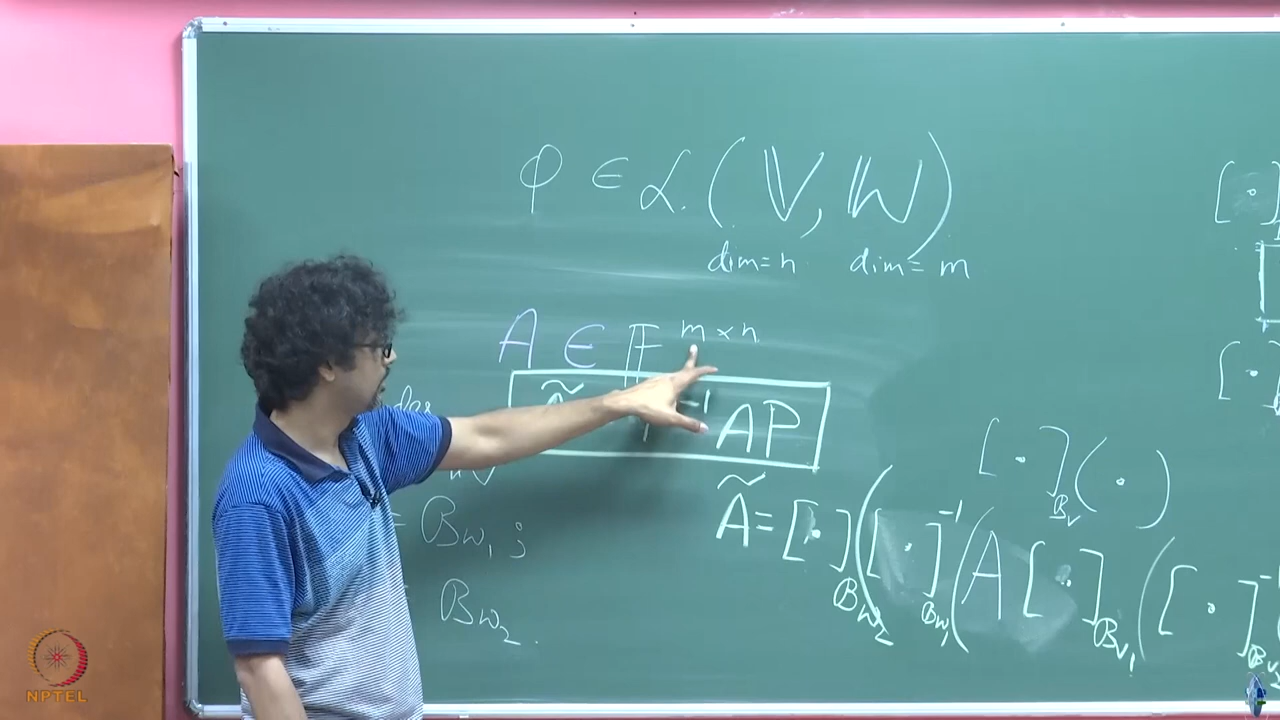 φ ∈ ℒ(𝕍, 𝕎)
dim=n dim=m
A ∈ 𝔽^{m×n}
^{-1}AP
Ã = [·]_{B_{W_2}}([·]^{-1}_{B_{W_1}}(A[·]_{B_{V_1}}([·]^{-}_{B_{V_2}}
[·]_{B_V}(·)
= B_{W_1};
= B_{W_2}.
[·]
[·]
NPTEL